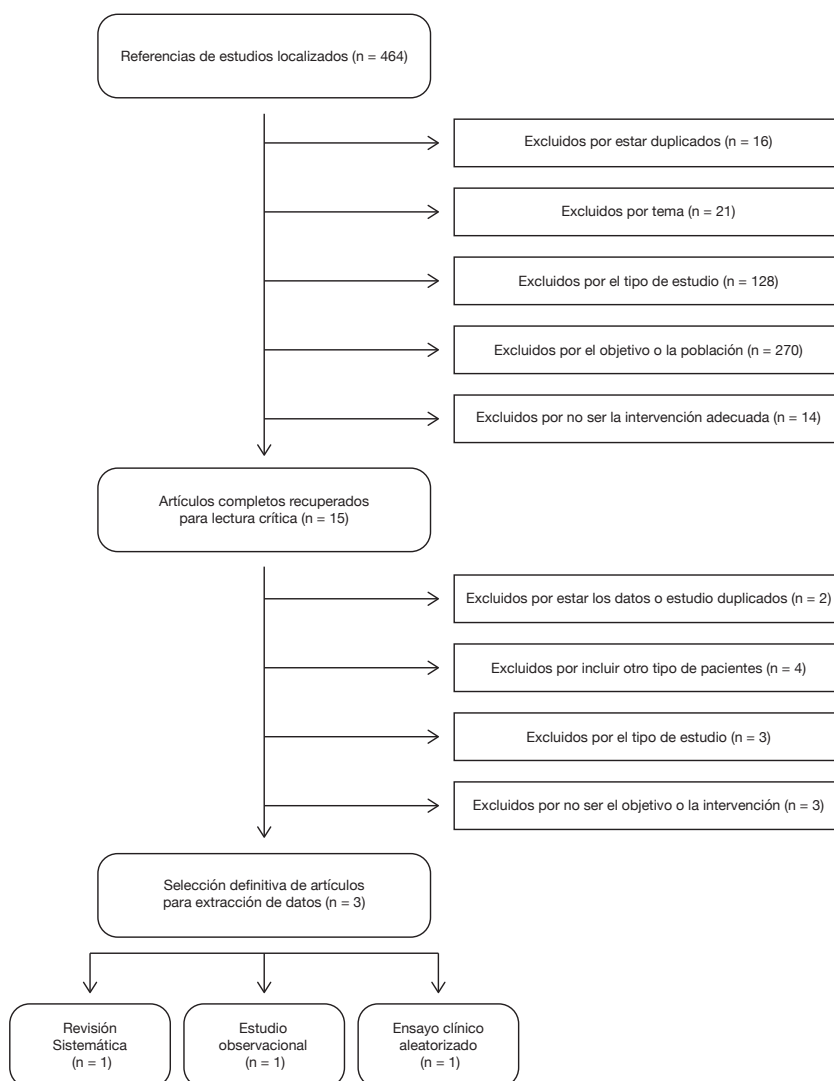 Referencias de estudios localizados (n = 464)
Excluidos por estar duplicados (n = 16)
Excluidos por tema (n = 21)
Excluidos por el tipo de estudio (n = 128)
Excluidos por el objetivo o la población (n = 270)
Excluidos por no ser la intervención adecuada (n = 14)
Artículos completos recuperados
para lectura crítica (n = 15)
Excluidos por estar los datos o estudio duplicados (n = 2)
Excluidos por incluir otro tipo de pacientes (n = 4)
Excluidos por el tipo de estudio (n = 3)
Excluidos por no ser el objetivo o la intervención (n = 3)
Selección definitiva de artículos
para extracción de datos (n = 3)
Revisión
Sistemática
(n = 1)
Estudio
observacional
(n = 1)
Ensayo clínico
aleatorizado
(n = 1)